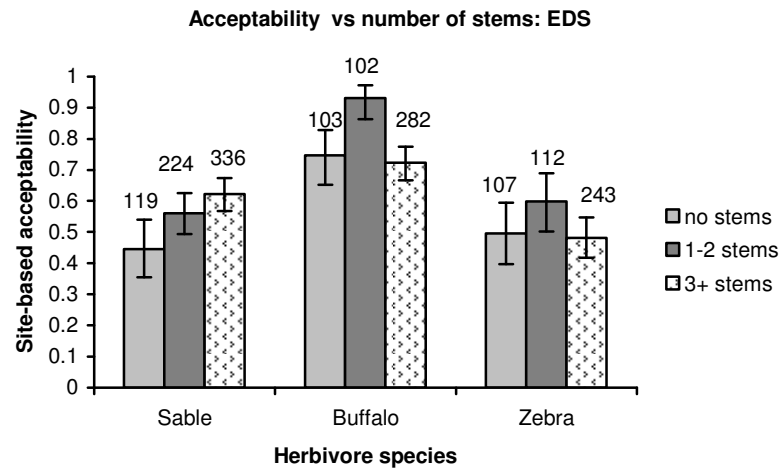 Acceptability vs number of stems: EDS
Site-based acceptability
1
0.9
0.8
0.7
0.6
0.5
0.4
0.3
0.2
0.1
0
119
224
336
103
102
282
107
112
243
no stems
1-2 stems
3+ stems
Sable
Buffalo
Zebra
Herbivore species